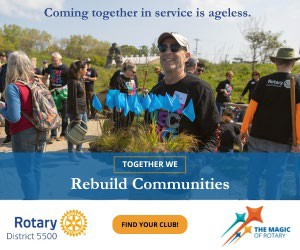 Coming together in service is ageless.
Rotary
TOGETHER WE
Rebuild Communities
Rotary
District 5500
FIND YOUR CLUB!
THE MAGIC
OF ROTARY